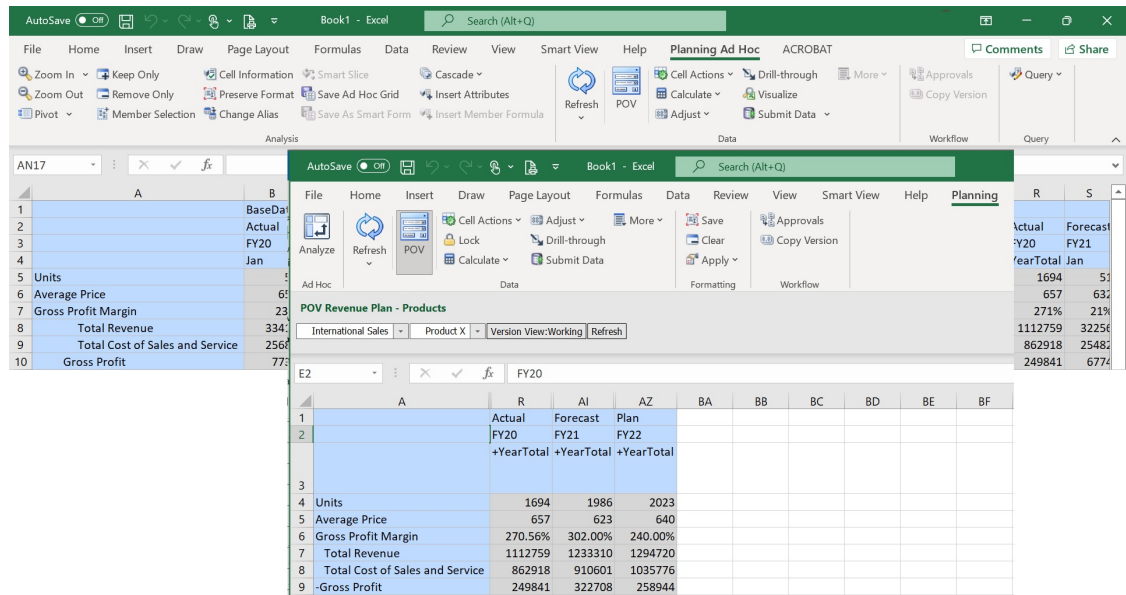 AutoSave Off Book1 - Excel Search (Alt+Q)
File Home Insert Draw Page Layout Formulas Data Review View Smart View Help Planning Ad Hoc ACROBAT Comments Share
Zoom In Keep Only Cell Information Smart Slice Cascade Refresh POV Cell Actions Drill-through More Approvals Query
Zoom Out Remove Only Preserve Format Save Ad Hoc Grid Insert Attributes Calculate Visualize Copy Version
Pivot Member Selection Change Alias Save As Smart Form Insert Member Formula Adjust Submit Data
Analysis Data Workflow Query
AN17 fx
A B R S
1 BaseDat
2 Actual Actual Forecast
3 FY20 FY20 FY21
4 Jan YearTotal Jan
5 Units 1694 51
6 Average Price 65 657 632
7 Gross Profit Margin 23 271% 21%
8 Total Revenue 3341 1112759 32256
9 Total Cost of Sales and Service 2568 862918 25482
10 Gross Profit 773 249841 6774
AutoSave Off Book1 - Excel Search (Alt+Q)
File Home Insert Draw Page Layout Formulas Data Review View Smart View Help Planning
Analyze Refresh POV Cell Actions Adjust More Save Approvals
Lock Drill-through Clear Copy Version
Calculate Submit Data Apply
Ad Hoc Data Formatting Workflow
POV Revenue Plan - Products
International Sales Product X Version View:Working Refresh
E2 fx FY20
A R AI AZ BA BB BC BD BE BF
1 Actual Forecast Plan
2 FY20 FY21 FY22
3 +YearTotal +YearTotal +YearTotal
4 Units 1694 1986 2023
5 Average Price 657 623 640
6 Gross Profit Margin 270.56% 302.00% 240.00%
7 Total Revenue 1112759 1233310 1294720
8 Total Cost of Sales and Service 862918 910601 1035776
9 -Gross Profit 249841 322708 258944